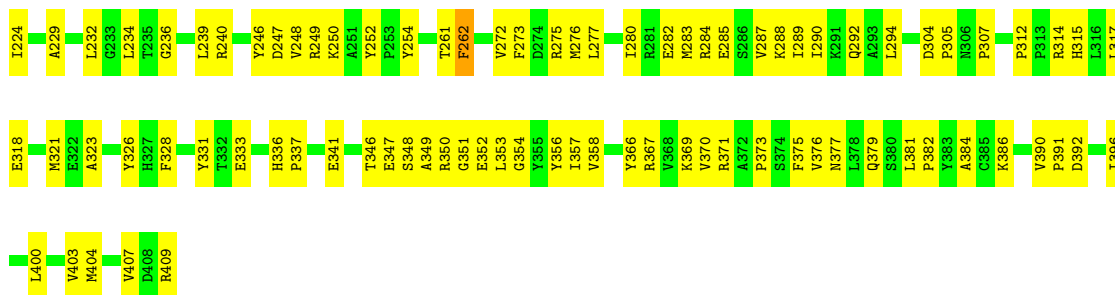 I224 A229 L232 G233 L234 T235 G236 L239 R240 Y246 D247 V248 R249 K250 A251 Y252 P253 Y254 T261 F262 V272 F273 D274 R275 M276 L277 I280 R281 E282 M283 R284 E285 S286 V287 K288 I289 I290 K291 Q292 A293 L294 D304 P305 N306 P307 P312 P313 R314 H315 L316
E318 M321 E322 A323 Y326 H327 F328 Y331 T332 E333 H336 P337 E341 T346 E347 S348 A349 R350 G351 E352 L353 G354 Y355 Y356 I357 V358 Y366 R367 V368 K369 V370 R371 A372 P373 S374 F375 V376 N377 L378 Q379 S380 L381 P382 Y383 A384 C385 K386 V390 P391 D392
L400 V403 M404 V407 D408 R409